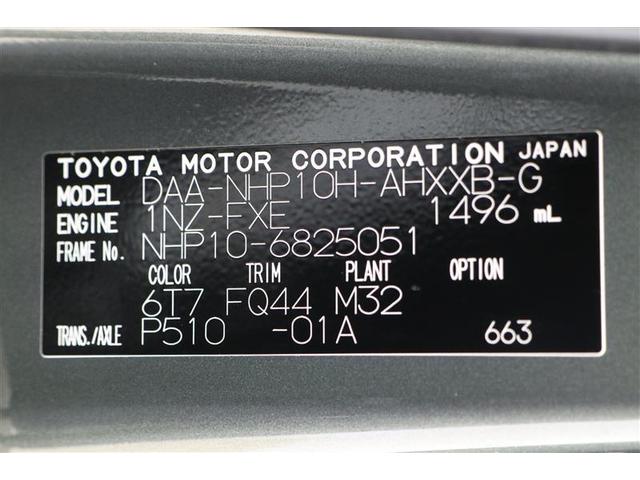 TOYOTA MOTOR CORPORATION JAPAN
MODEL DAA-NHP10H-AHXXB-G
ENGINE 1NZ-FXE 1496 mL
FRAME No. NHP10-6825051
COLOR TRIM PLANT OPTION
6T7 FQ44 M32
TRANS./AXLE P510 -01A 663